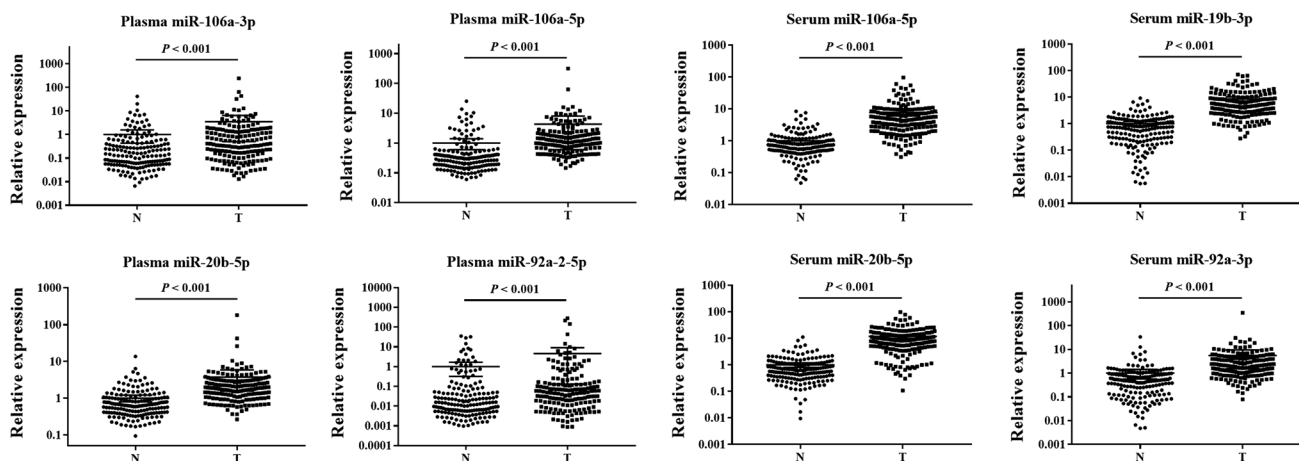 Plasma miR-106a-3p
P < 0.001
Relative expression
1000
100
10
1
0.1
0.01
0.001
N
T
Plasma miR-106a-5p
P < 0.001
Relative expression
1000
100
10
1
0.1
0.01
N
T
Serum miR-106a-5p
P < 0.001
Relative expression
1000
100
10
1
0.1
0.01
N
T
Serum miR-19b-3p
P < 0.001
Relative expression
1000
100
10
1
0.1
0.01
0.001
N
T
Plasma miR-20b-5p
P < 0.001
Relative expression
1000
100
10
1
0.1
N
T
Plasma miR-92a-2-5p
P < 0.001
Relative expression
10000
1000
100
10
1
0.1
0.01
0.001
0.0001
N
T
Serum miR-20b-5p
P < 0.001
Relative expression
1000
100
10
1
0.1
0.01
0.001
N
T
Serum miR-92a-3p
P < 0.001
Relative expression
1000
100
10
1
0.1
0.01
0.001
N
T